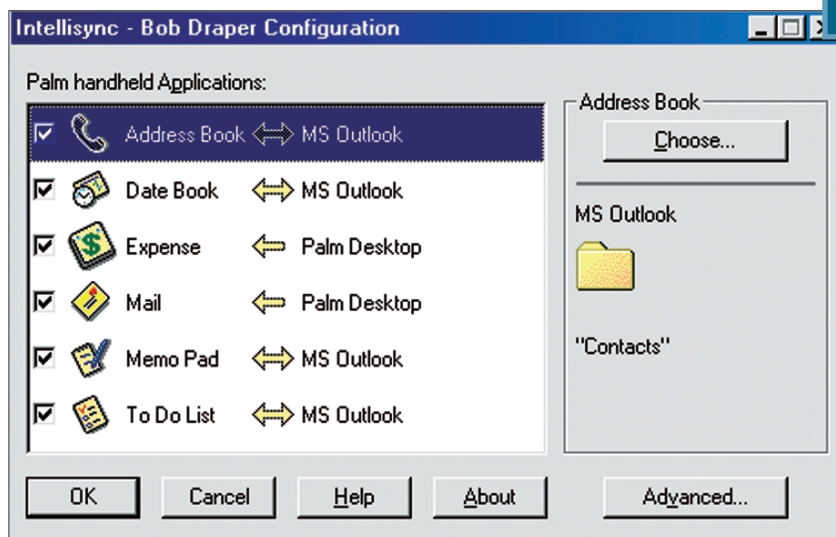 Intellisync - Bob Draper Configuration
Palm handheld Applications:
Address Book MS Outlook
Date Book MS Outlook
Expense Palm Desktop
Mail Palm Desktop
Memo Pad MS Outlook
To Do List MS Outlook
Address Book
Choose...
MS Outlook
"Contacts"
OK Cancel Help About Advanced...